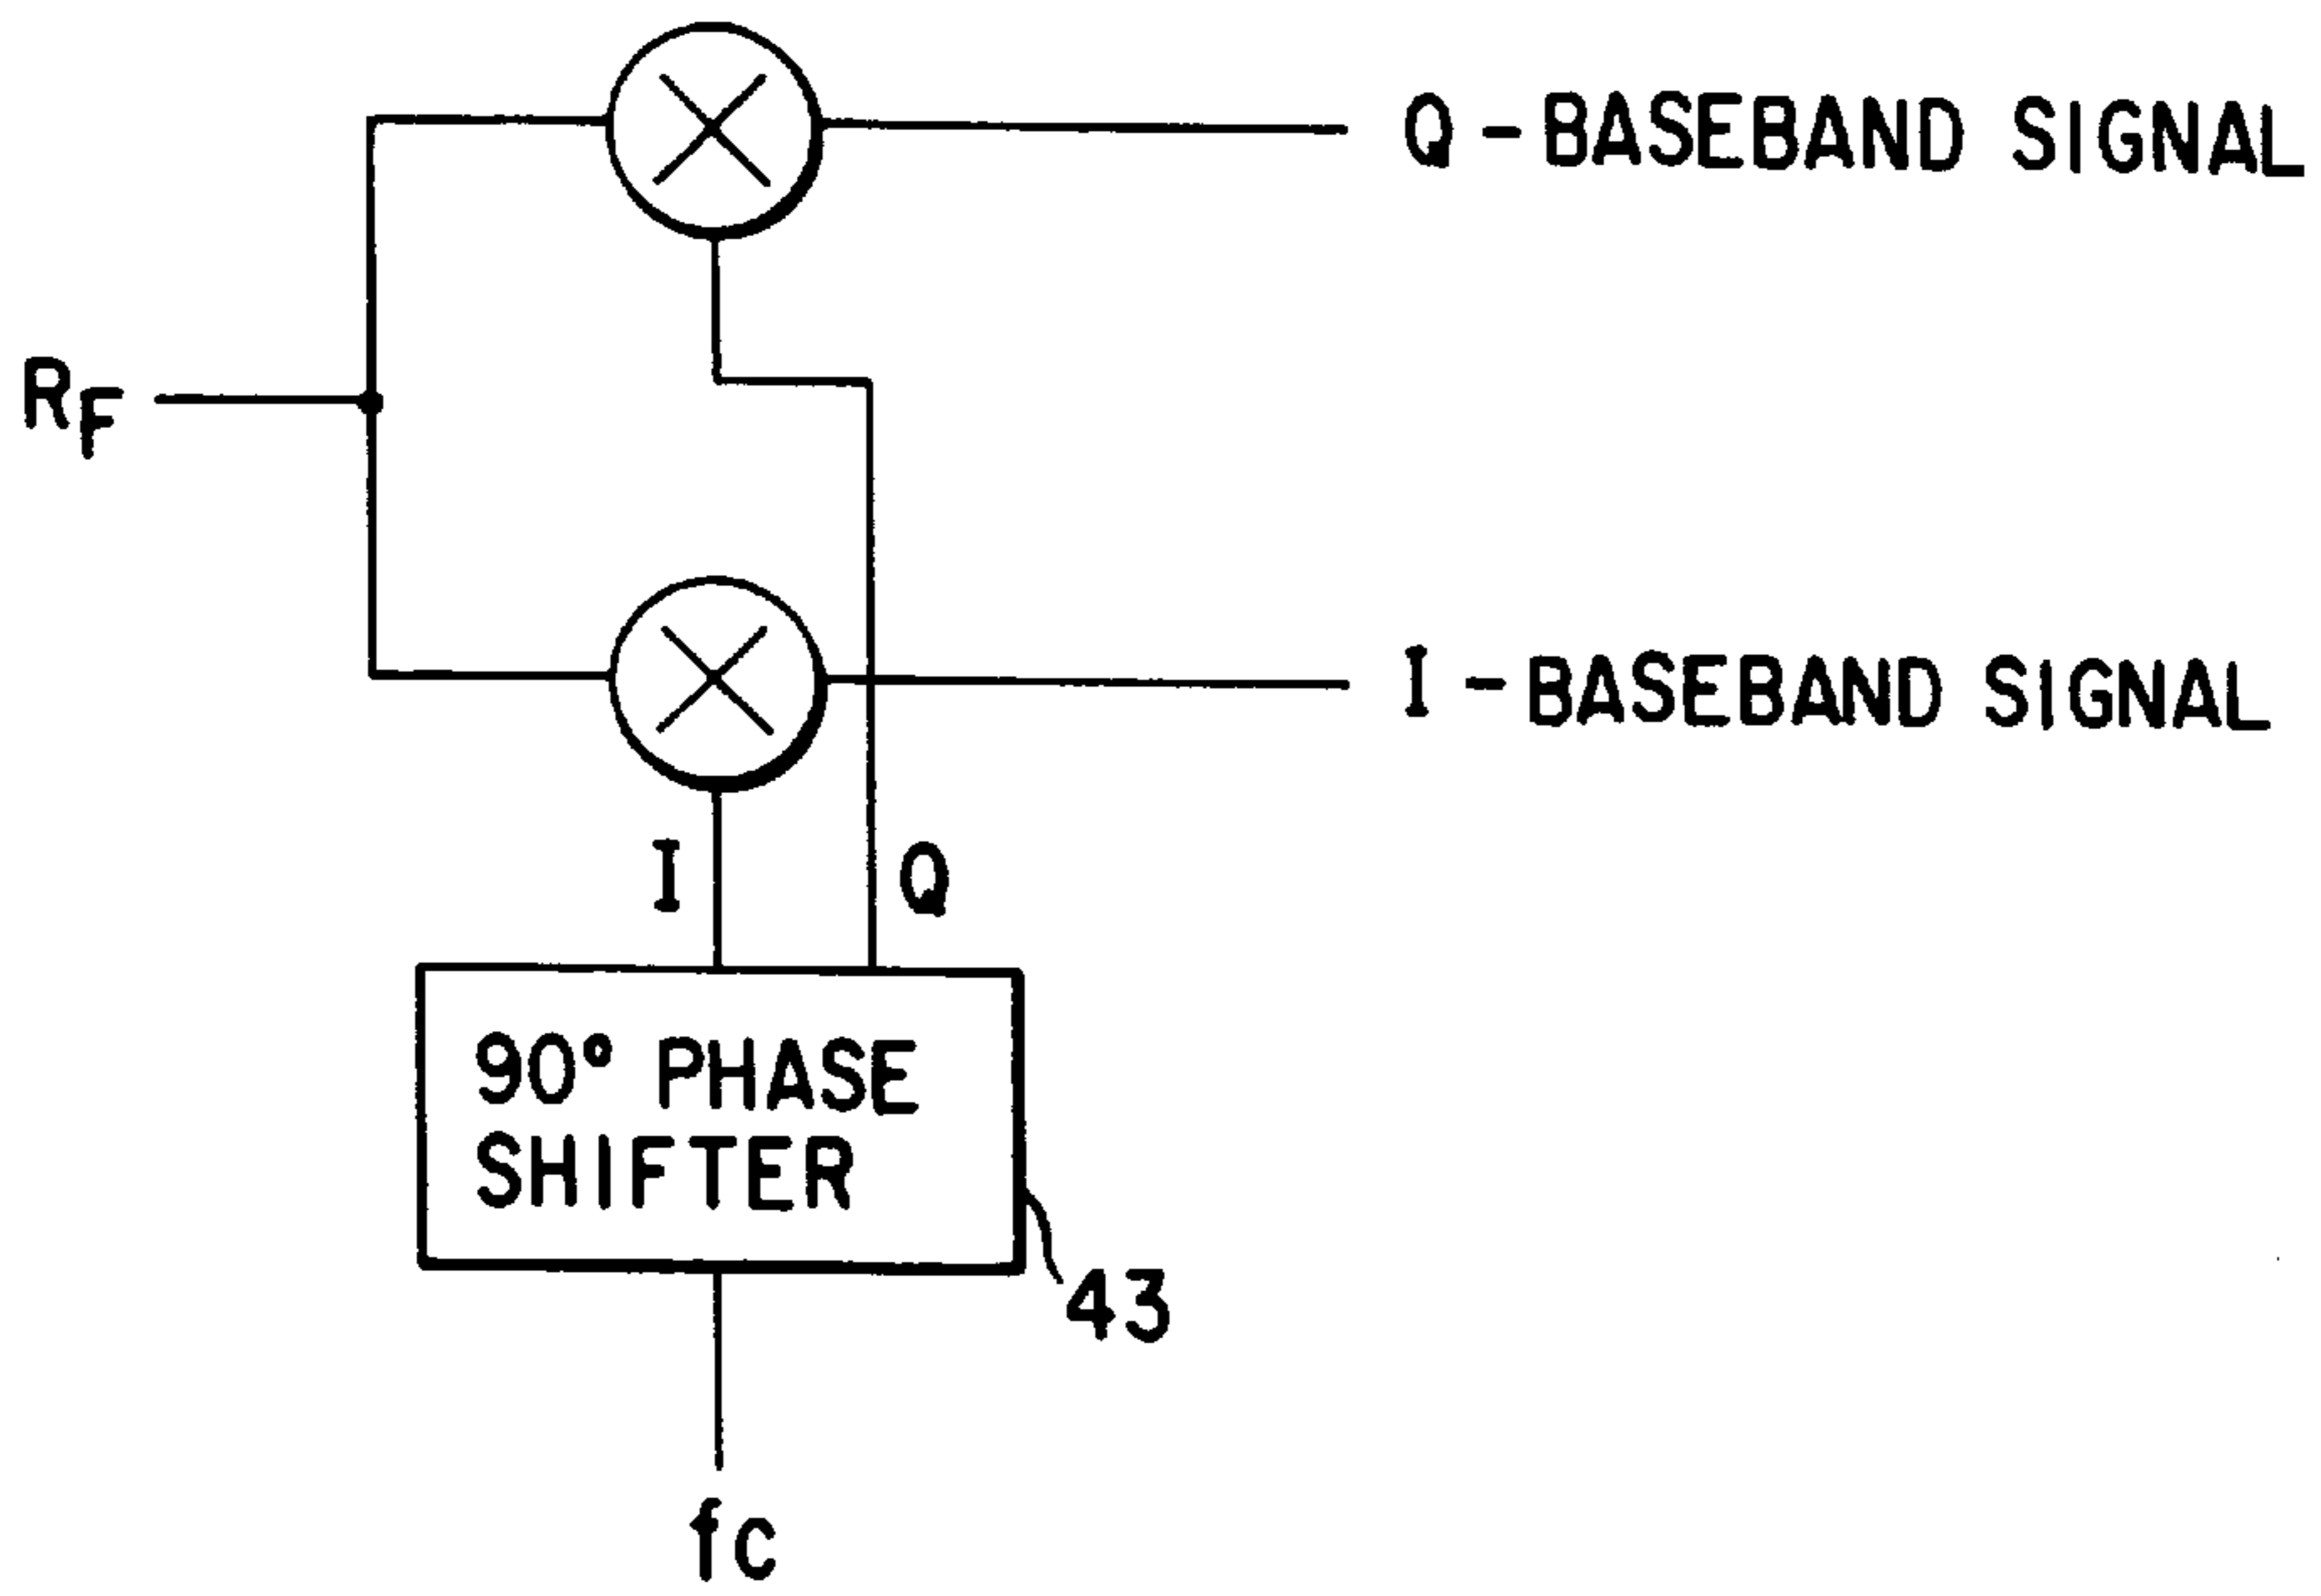 Q - BASEBAND SIGNAL
RF
I - BASEBAND SIGNAL
I
Q
90° PHASE
SHIFTER
43
fc